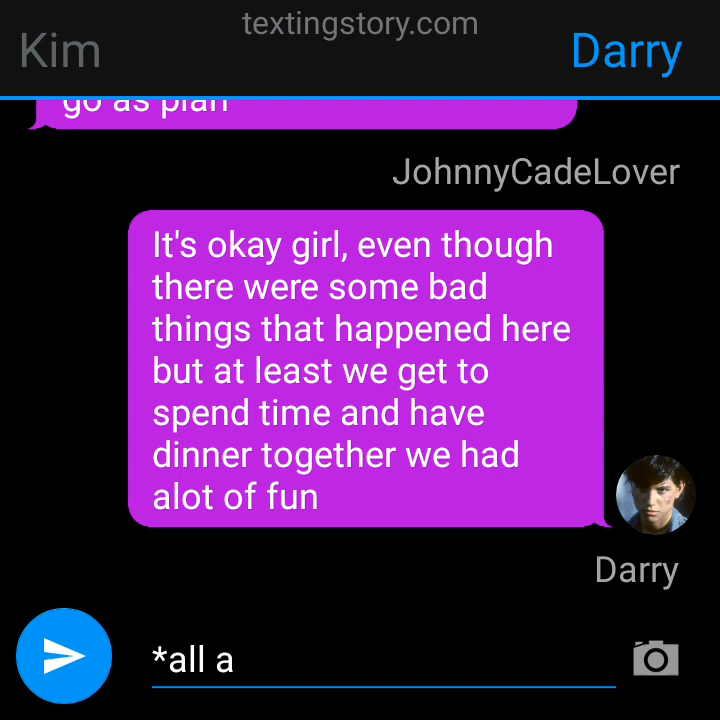 textingstory.com
Kim
Darry
go as plan
JohnnyCadeLover
It's okay girl, even though
there were some bad
things that happened here
but at least we get to
spend time and have
dinner together we had
alot of fun
Darry
*all a